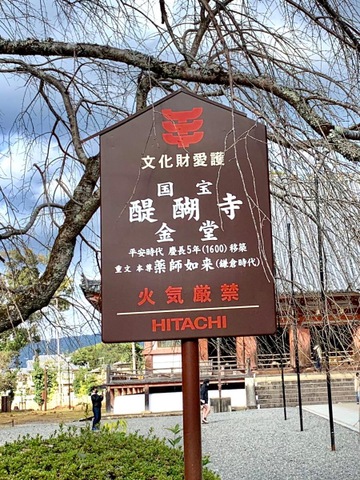 文化財愛護
国宝
醍醐寺
金堂
平安時代 慶長5年(1600)移築
重文 本尊 薬師如来(鎌倉時代)
火気厳禁
HITACHI